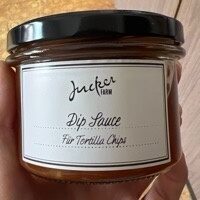 Jucker
FARM
Dip Sauce
Für Tortilla Chips